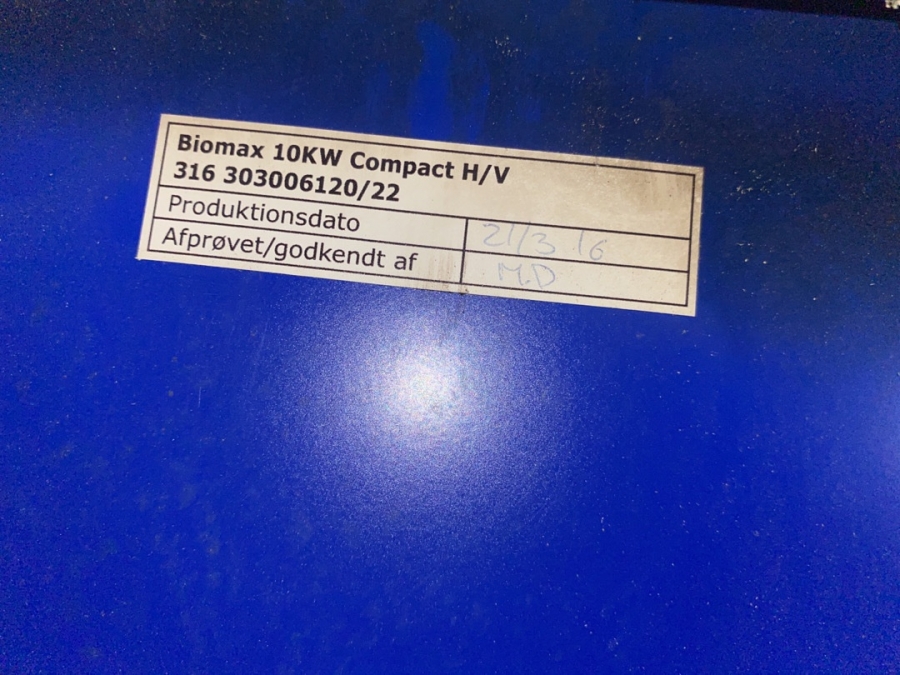 Biomax 10KW Compact H/V
316 303006120/22
Produktionsdato 21/3 16
Afprøvet/godkendt af M.D